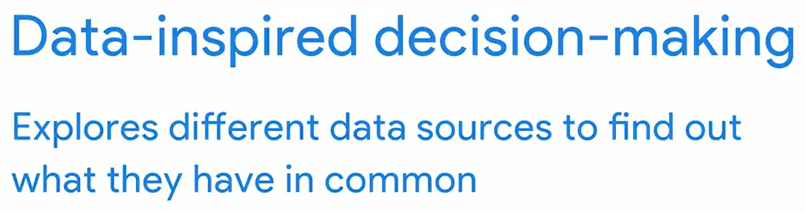 Data-inspired decision-making
Explores different data sources to find out
what they have in common